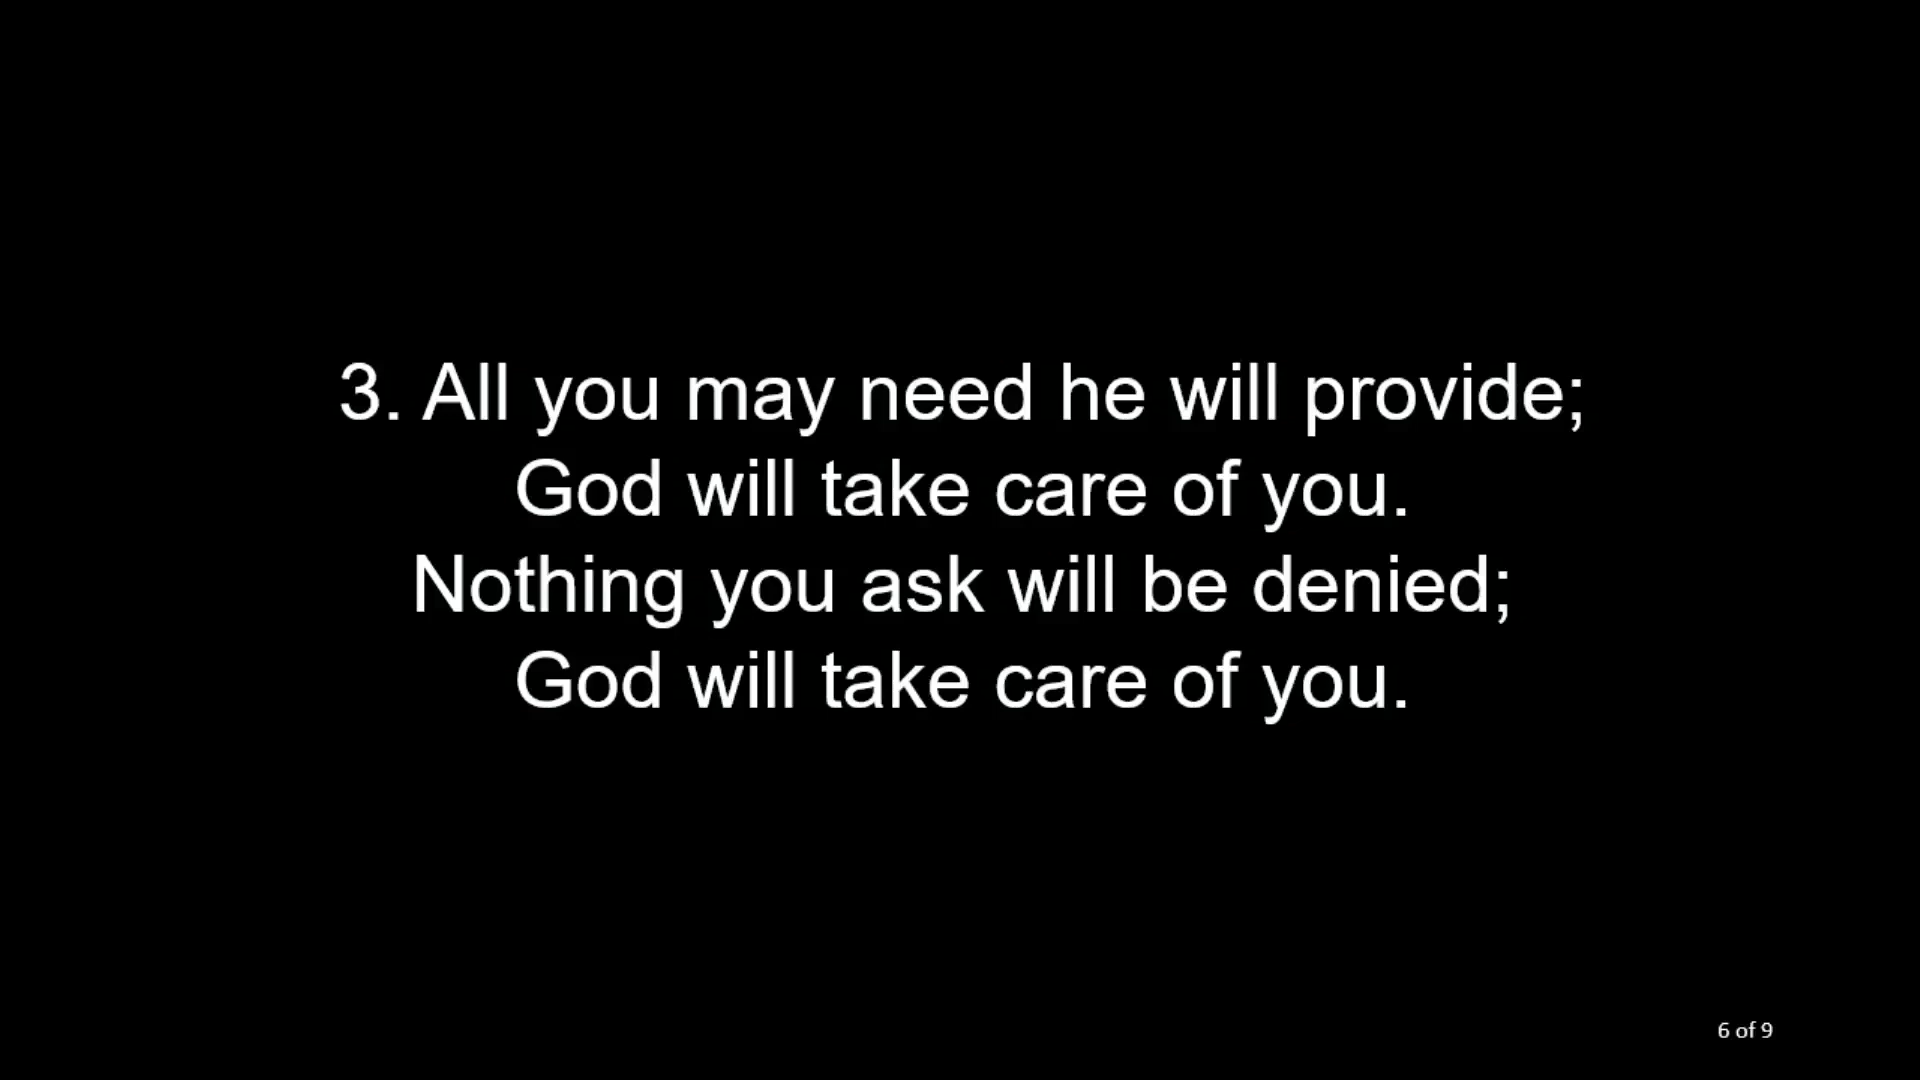 3. All you may need he will provide;
God will take care of you.
Nothing you ask will be denied;
God will take care of you.
6 of 9